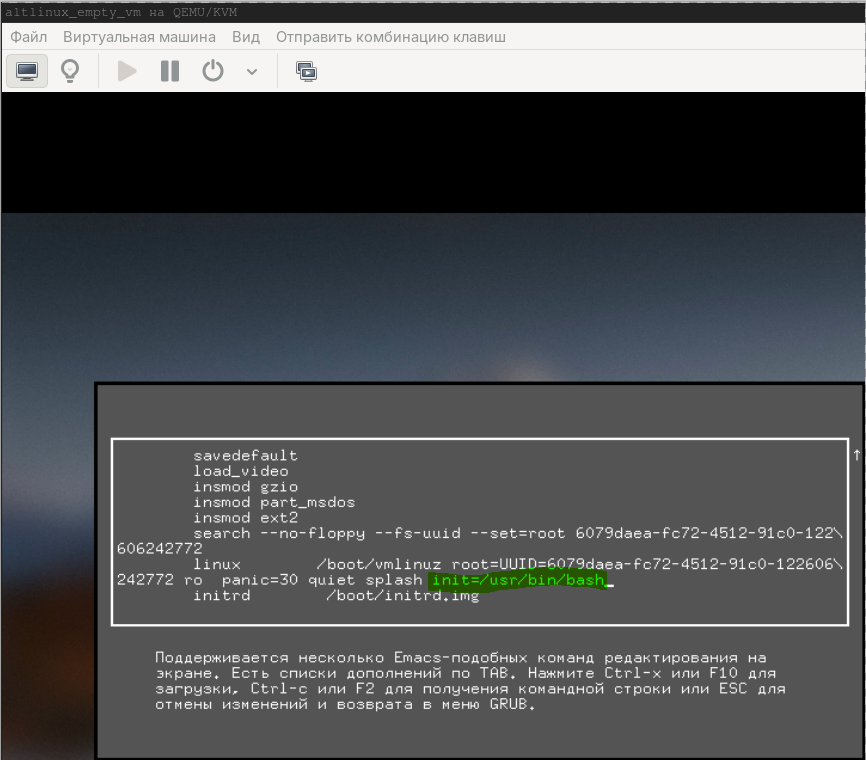 altlinux_empty_vm на QEMU/KVM
Файл Виртуальная машина Вид Отправить комбинацию клавиш
savedefault
load_video
insmod gzio
insmod part_msdos
insmod ext2
search --no-floppy --fs-uuid --set=root 6079daea-fc72-4512-91c0-122\
606242772
linux /boot/vmlinuz root=UUID=6079daea-fc72-4512-91c0-122606\
242772 ro panic=30 quiet splash init=/usr/bin/bash_
initrd /boot/initrd.img
Поддерживается несколько Emacs-подобных команд редактирования на
экране. Есть списки дополнений по TAB. Нажмите Ctrl-x или F10 для
загрузки, Ctrl-c или F2 для получения командной строки или ESC для
отмены изменений и возврата в меню GRUB.